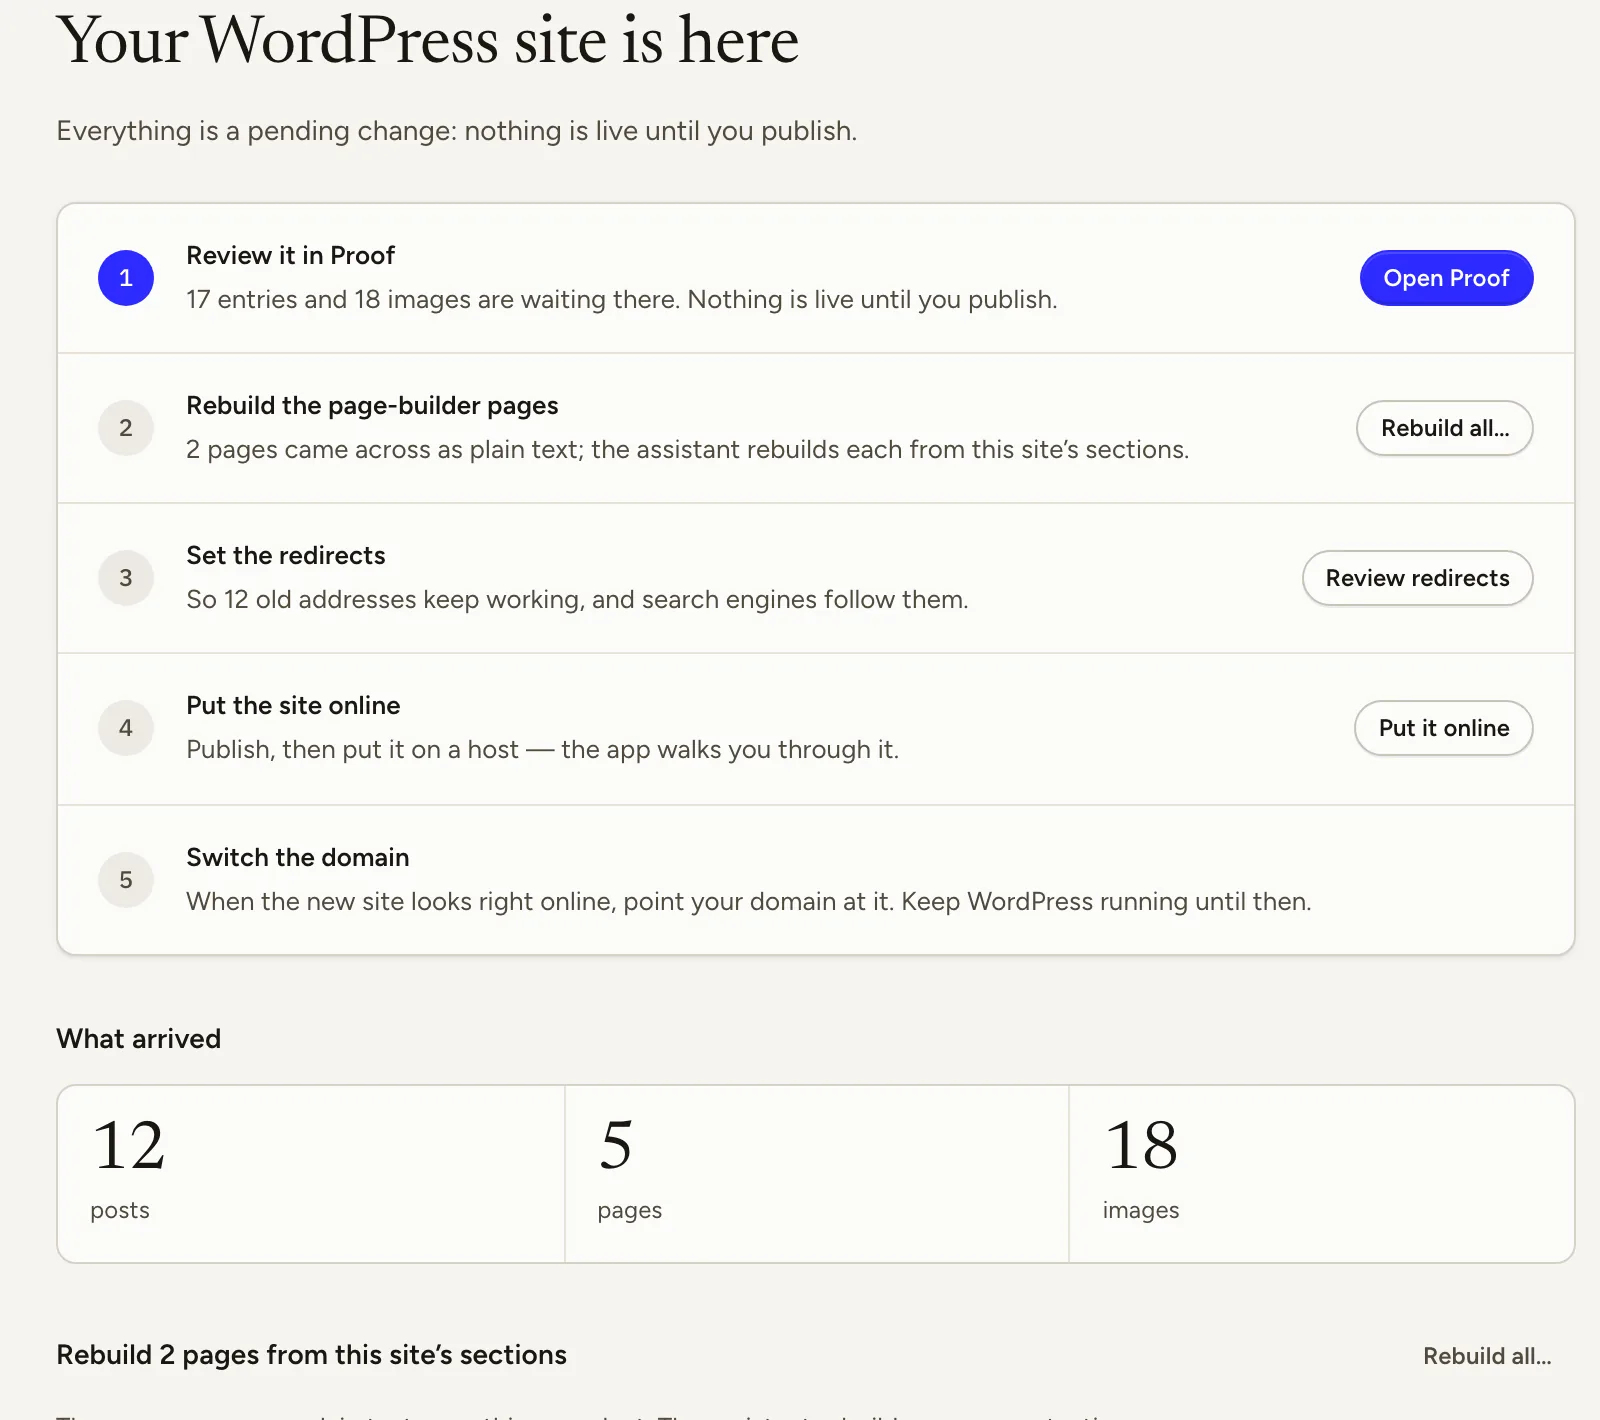 Your WordPress site is here
Everything is a pending change: nothing is live until you publish.
1
Review it in Proof
17 entries and 18 images are waiting there. Nothing is live until you publish.
Open Proof
2
Rebuild the page-builder pages
2 pages came across as plain text; the assistant rebuilds each from this site’s sections.
Rebuild all...
3
Set the redirects
So 12 old addresses keep working, and search engines follow them.
Review redirects
4
Put the site online
Publish, then put it on a host — the app walks you through it.
Put it online
5
Switch the domain
When the new site looks right online, point your domain at it. Keep WordPress running until then.
What arrived
12
posts
5
pages
18
images
Rebuild 2 pages from this site’s sections
Rebuild all...